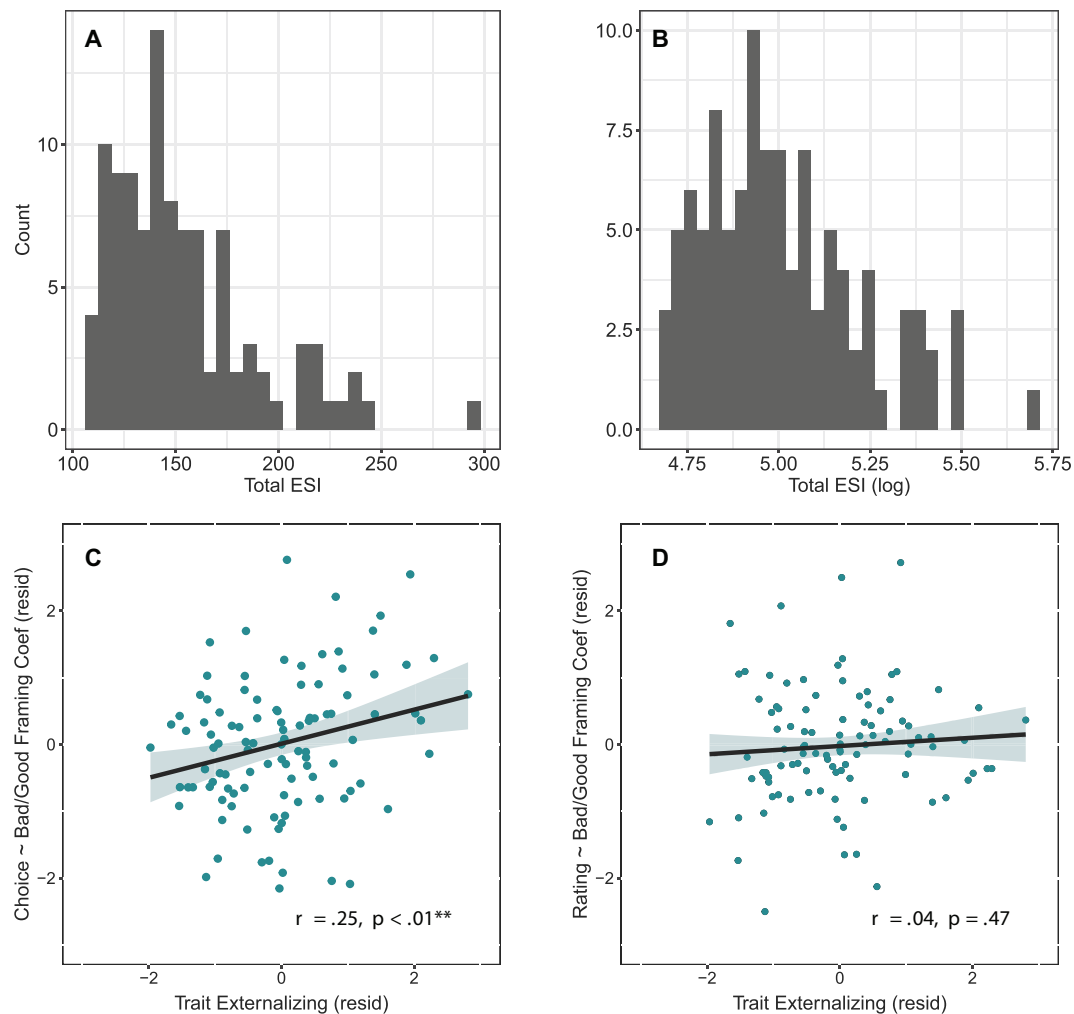 A
Count
10
5
0
100
150
200
250
300
Total ESI
B
10.0
7.5
5.0
2.5
0.0
4.75
5.00
5.25
5.50
5.75
Total ESI (log)
C
Choice ~ Bad/Good Framing Coef (resid)
2
0
−2
r = .25, p < .01**
−2
0
2
Trait Externalizing (resid)
D
Rating ~ Bad/Good Framing Coef (resid)
2
0
−2
r = .04, p = .47
−2
0
2
Trait Externalizing (resid)